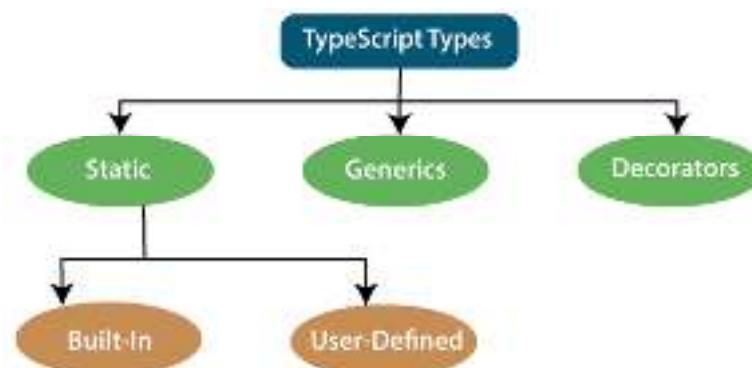 TypeScript Types
Static
Generics
Decorators
Built-In
User-Defined